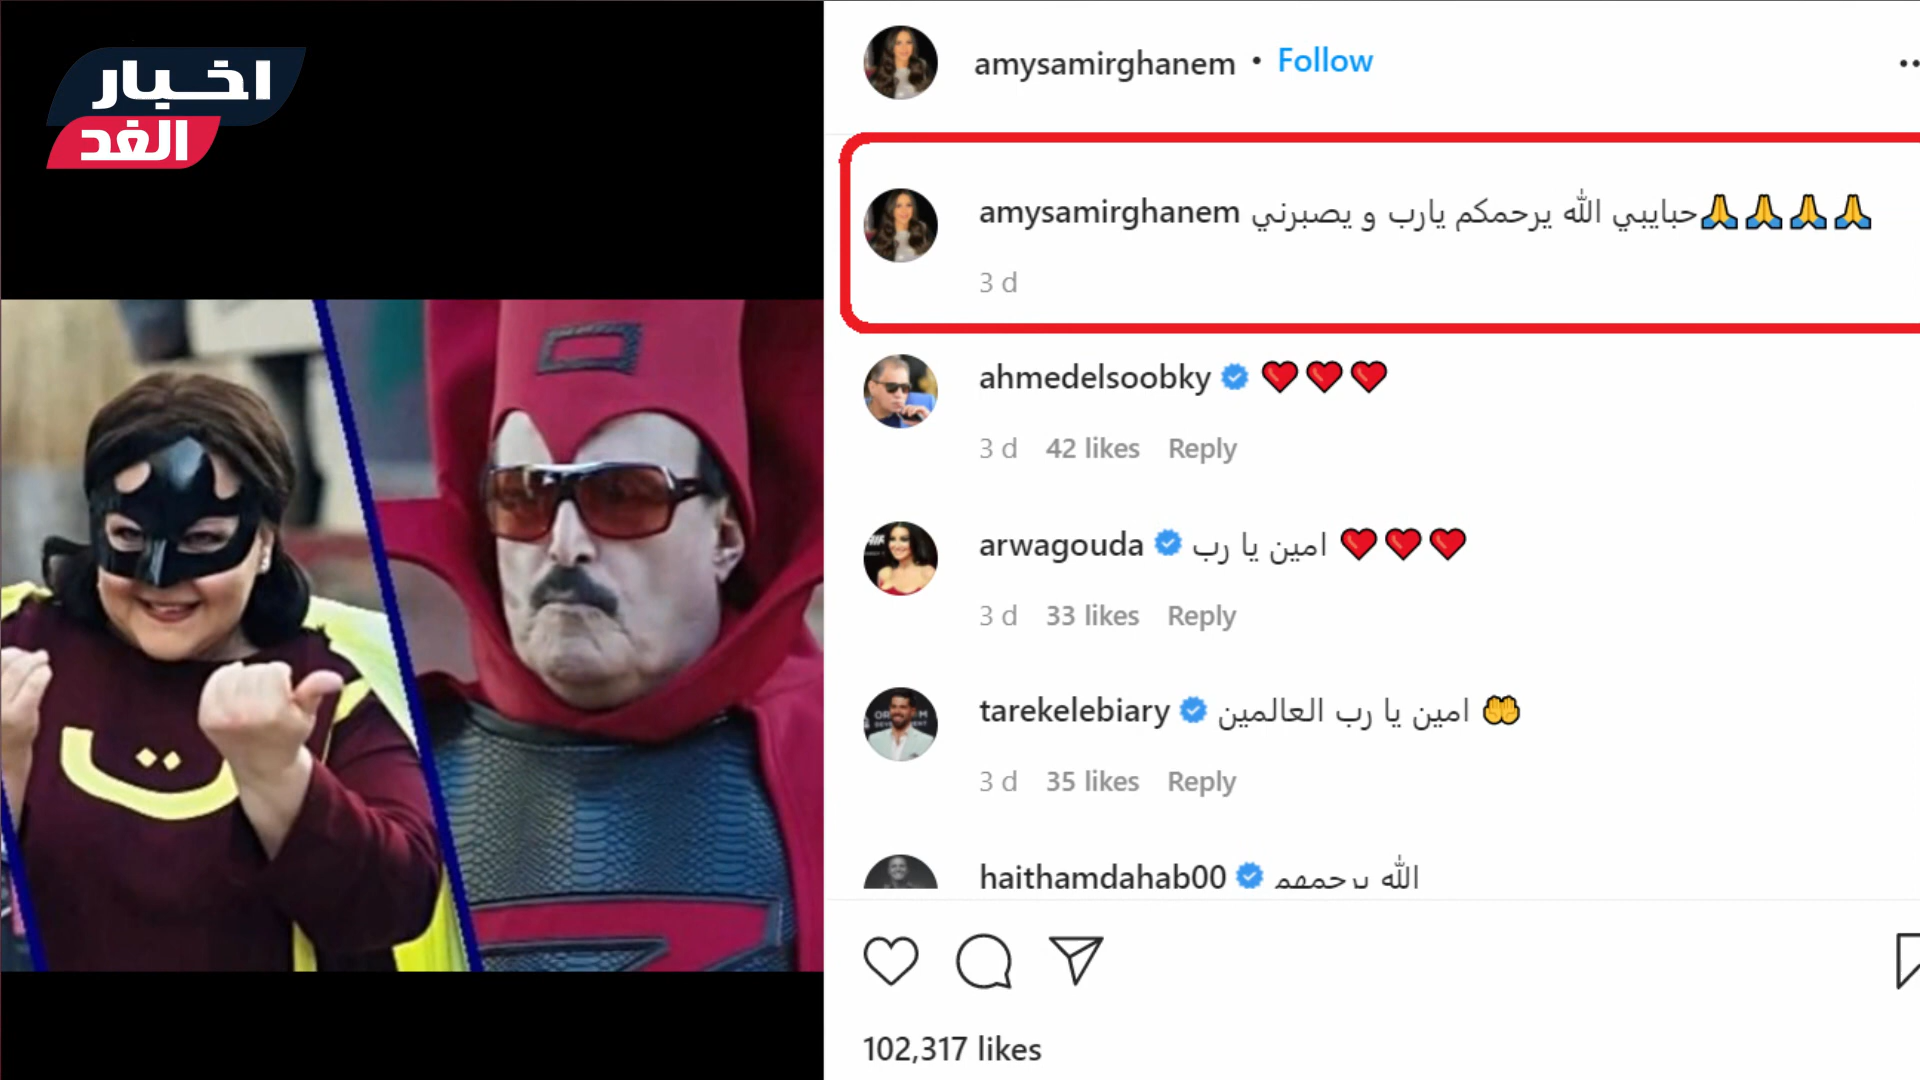 اخبار
الغد
ت
amysamirghanem • Follow
amysamirghanem حبايبي الله يرحمكم يارب و يصبرني🙏🙏🙏🙏
3 d
ahmedelsoobky ❤️❤️❤️
3 d 42 likes Reply
arwagouda امين يا رب ❤️❤️❤️
3 d 33 likes Reply
tarekelebiary امين يا رب العالمين 🤲
3 d 35 likes Reply
haithamdahab00 الله يرحمهم
102,317 likes